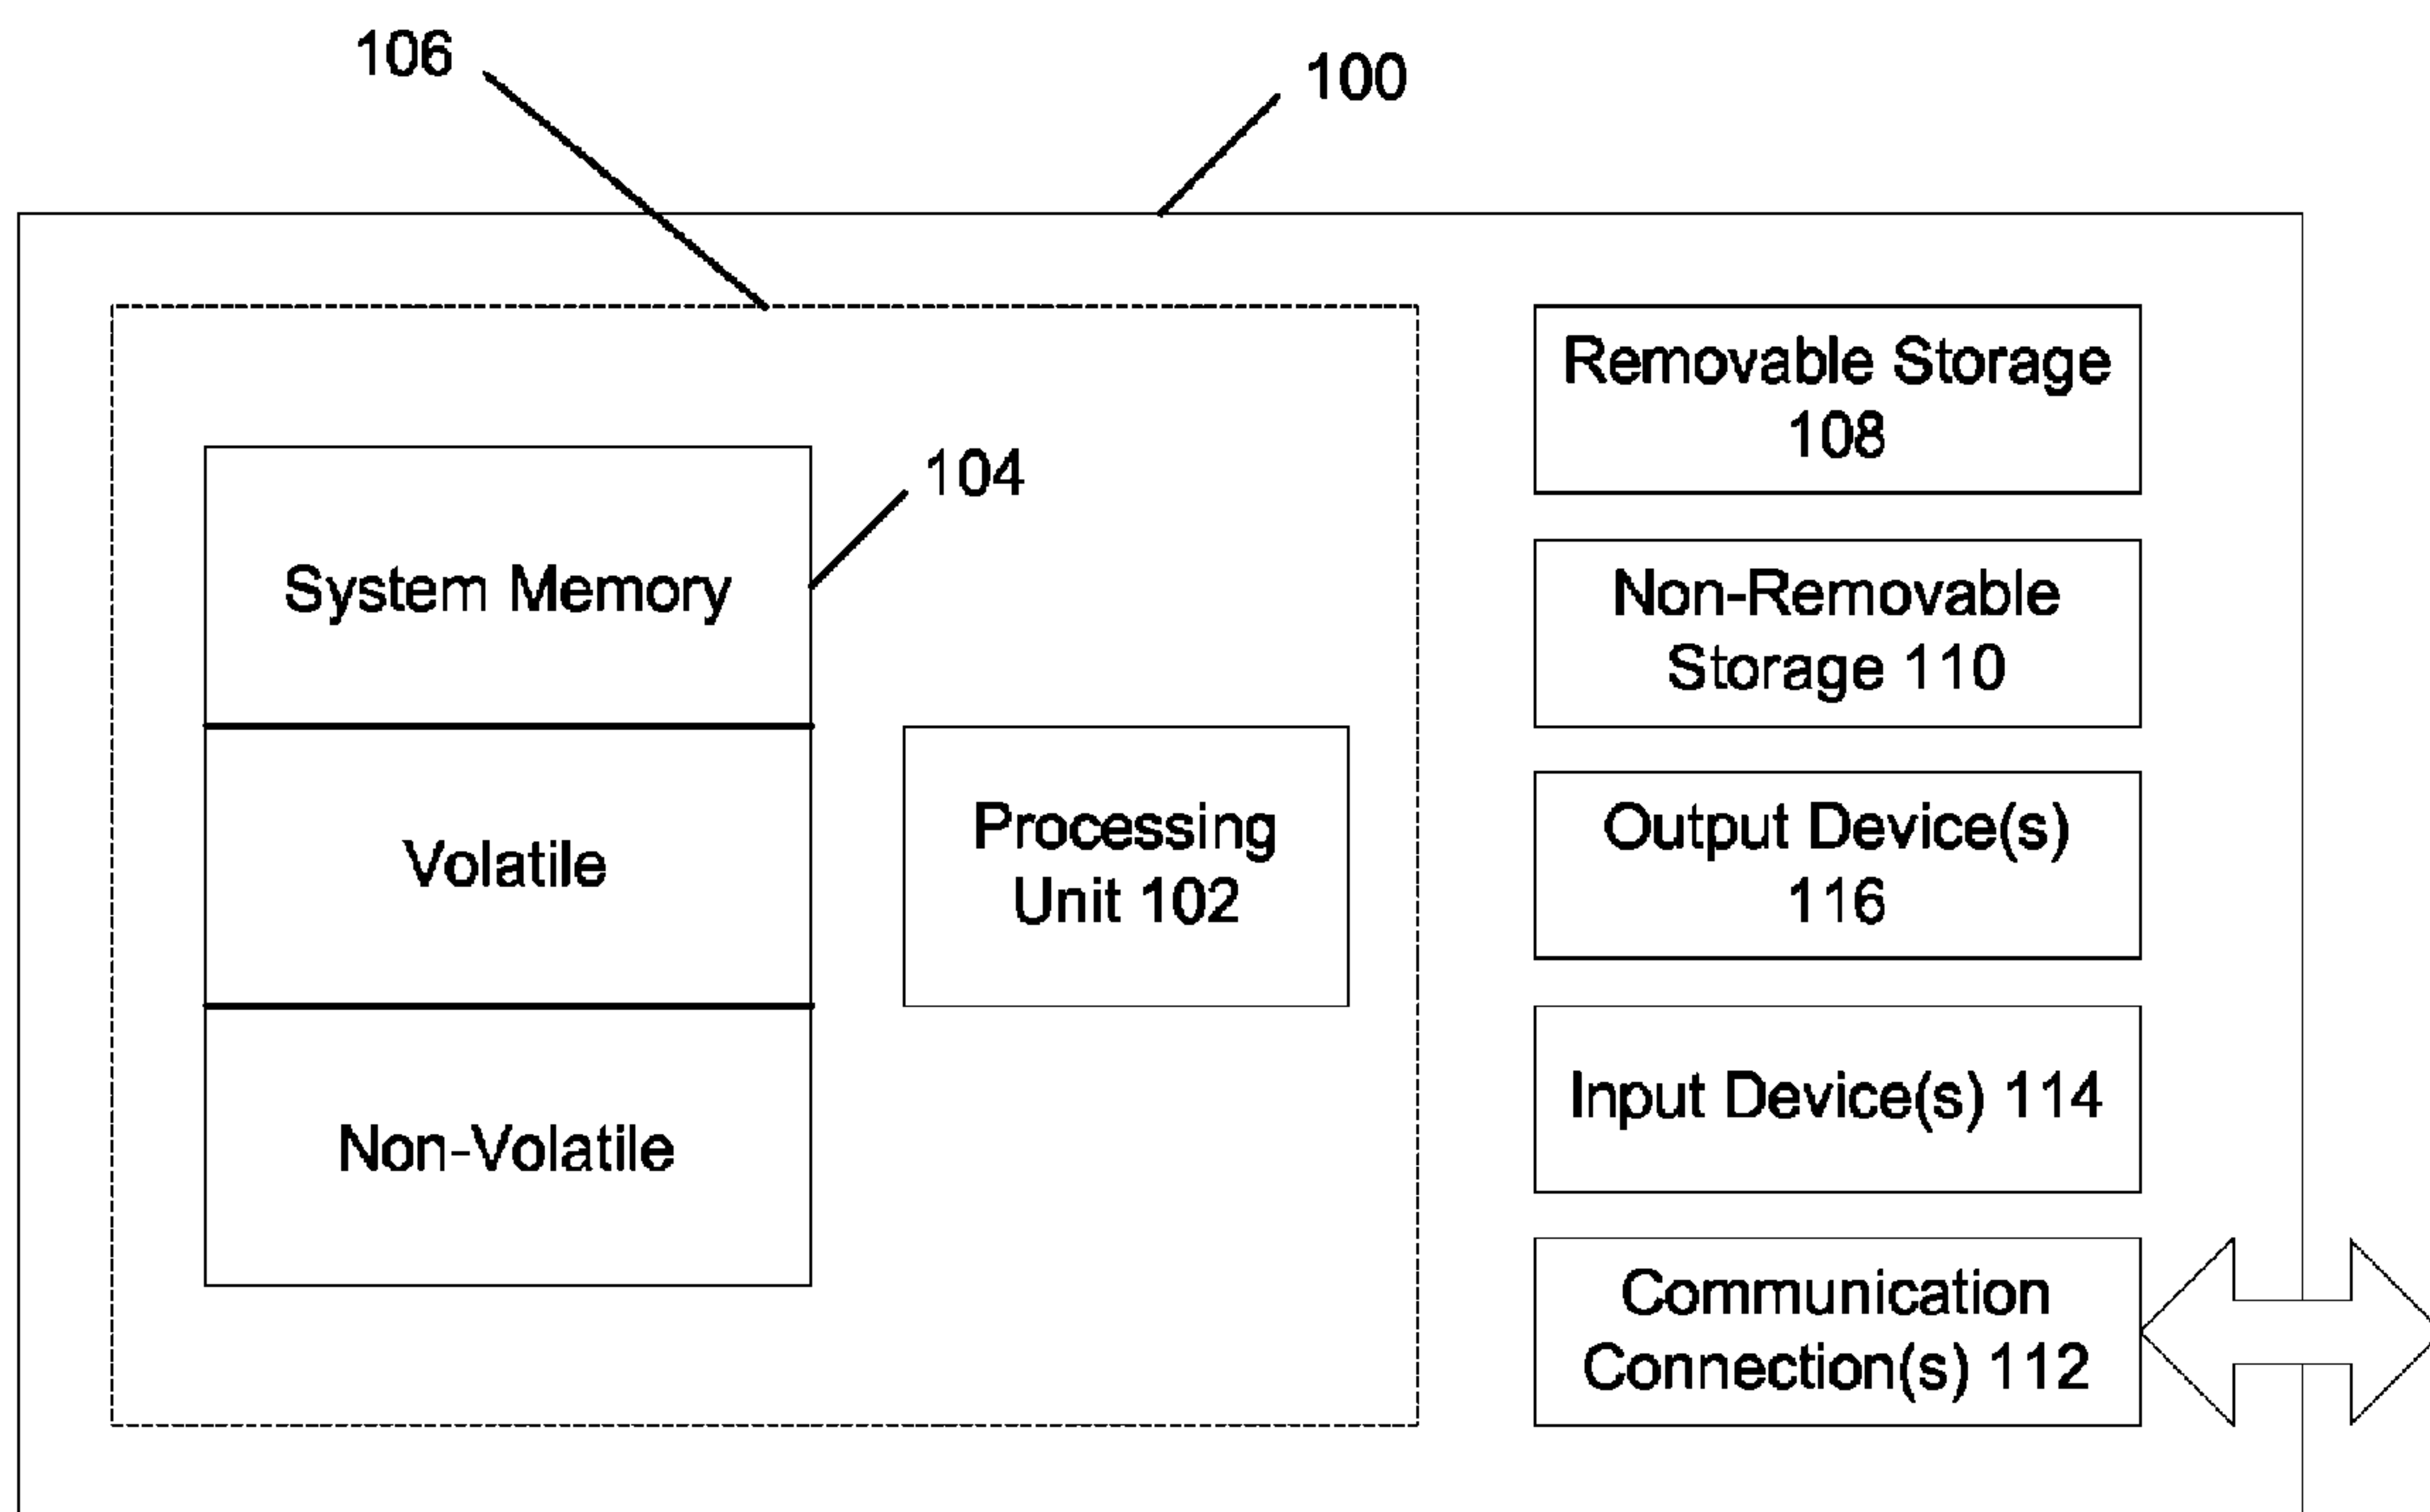 106
100
104
System Memory
Volatile
Non-Volatile
Processing
Unit 102
Removable Storage
108
Non-Removable
Storage 110
Output Device(s)
116
Input Device(s) 114
Communication
Connection(s) 112